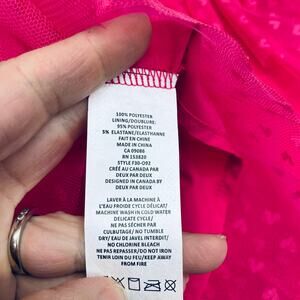 100% POLYESTER
LINING/DOUBLURE:
95% POLYESTER
5% ELASTANE/ELASTHANNE
FAIT EN CHINE
MADE IN CHINA
CA 09086
RN 153820
STYLE F30-092
CRÉÉ AU CANADA PAR
DEUX PAR DEUX
DESIGNED IN CANADA BY
DEUX PAR DEUX
LAVER À LA MACHINE À
L'EAU FROIDE CYCLE DÉLICAT/
MACHINE WASH IN COLD WATER
DELICATE CYCLE/
NE PAS SÉCHER PAR
CULBUTAGE/ NO TUMBLE
DRY/ EAU DE JAVEL INTERDIT/
NO CHLORINE BLEACH
NE PAS REPASSER/DO NOT IRON
TENIR LOIN DU FEU/KEEP AWAY
FROM FIRE